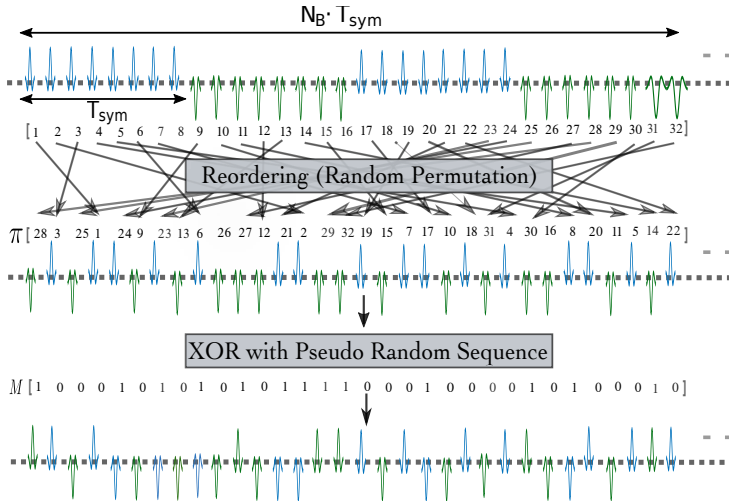 N_B · T_sym
T_sym
[1 2 3 4 5 6 7 8 9 10 11 12 13 14 15 16 17 18 19 20 21 22 23 24 25 26 27 28 29 30 31 32 ]
Reordering (Random Permutation)
π[ 28 3 25 1 24 9 23 13 6 26 27 12 21 2 29 32 19 15 7 17 10 18 31 4 30 16 8 20 11 5 14 22 ]
XOR with Pseudo Random Sequence
M [ 1 0 0 0 1 0 1 0 1 0 1 0 1 1 1 1 0 0 0 1 0 0 0 0 1 0 1 0 0 0 1 0 ]